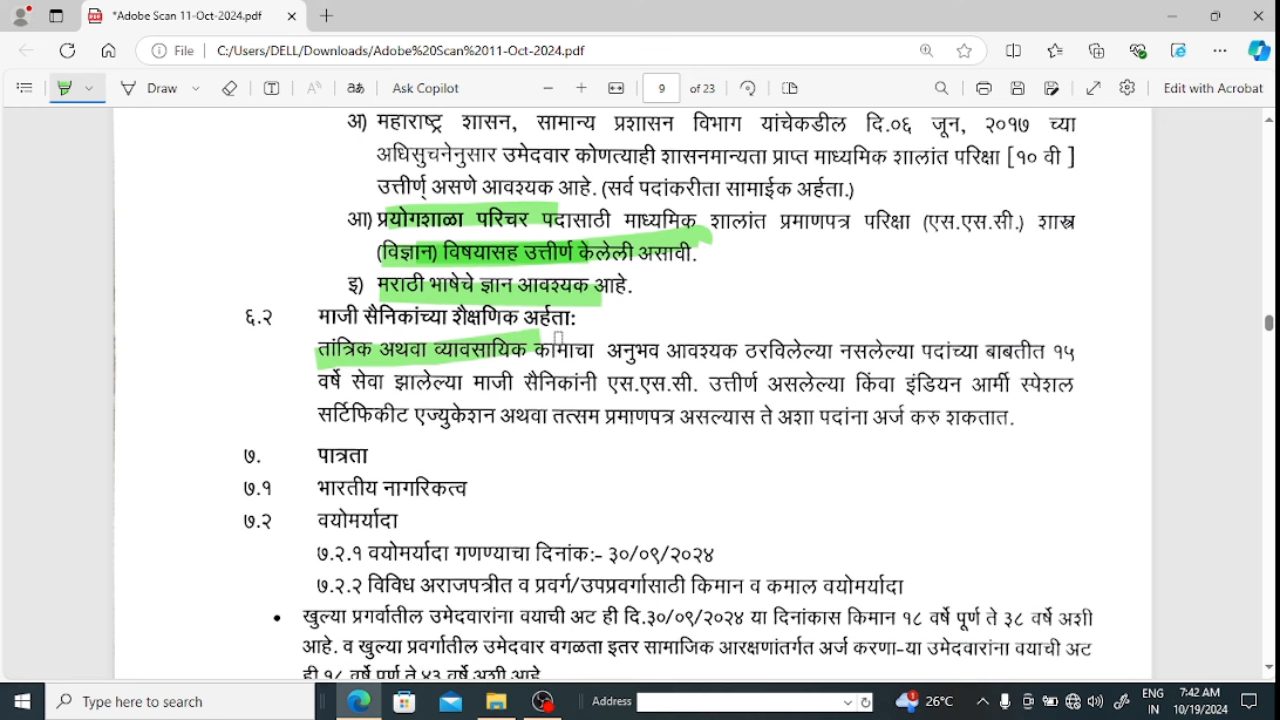 *Adobe Scan 11-Oct-2024.pdf
File C:/Users/DELL/Downloads/Adobe%20Scan%2011-Oct-2024.pdf
Draw Ask Copilot 9 of 23 Edit with Acrobat
अ) महाराष्ट्र शासन, सामान्य प्रशासन विभाग यांचेकडील दि.०६ जून, २०१७ च्या
अधिसुचनेनुसार उमेदवार कोणत्याही शासनमान्यता प्राप्त माध्यमिक शालांत परिक्षा [१० वी ]
उत्तीर्ण असणे आवश्यक आहे. (सर्व पदांकरीता सामाईक अर्हता.)
आ) प्रयोगशाळा परिचर पदासाठी माध्यमिक शालांत प्रमाणपत्र परिक्षा (एस.एस.सी.) शास्त्र
(विज्ञान) विषयासह उत्तीर्ण केलेली असावी.
इ) मराठी भाषेचे ज्ञान आवश्यक आहे.
६.२ माजी सैनिकांच्या शैक्षणिक अर्हता:
तांत्रिक अथवा व्यावसायिक कामाचा अनुभव आवश्यक ठरविलेल्या नसलेल्या पदांच्या बाबतीत १५
वर्षे सेवा झालेल्या माजी सैनिकांनी एस.एस.सी. उत्तीर्ण असलेल्या किंवा इंडियन आर्मी स्पेशल
सर्टिफिकीट एज्युकेशन अथवा तत्सम प्रमाणपत्र असल्यास ते अशा पदांना अर्ज करु शकतात.
७. पात्रता
७.१ भारतीय नागरिकत्व
७.२ वयोमर्यादा
७.२.१ वयोमर्यादा गणण्याचा दिनांक:- ३०/०९/२०२४
७.२.२ विविध अराजपत्रीत व प्रवर्ग/उपप्रवर्गासाठी किमान व कमाल वयोमर्यादा
• खुल्या प्रगर्वातील उमेदवारांना वयाची अट ही दि.३०/०९/२०२४ या दिनांकास किमान १८ वर्षे पूर्ण ते ३८ वर्षे अशी
आहे. व खुल्या प्रवर्गातील उमेदवार वगळता इतर सामाजिक आरक्षणांतर्गत अर्ज करणा-या उमेदवारांना वयाची अट
ही १८ वर्षे पूर्ण ते ४३ वर्षे अशी आहे.
Type here to search Address 26°C ENG 7:42 AM
IN 10/19/2024